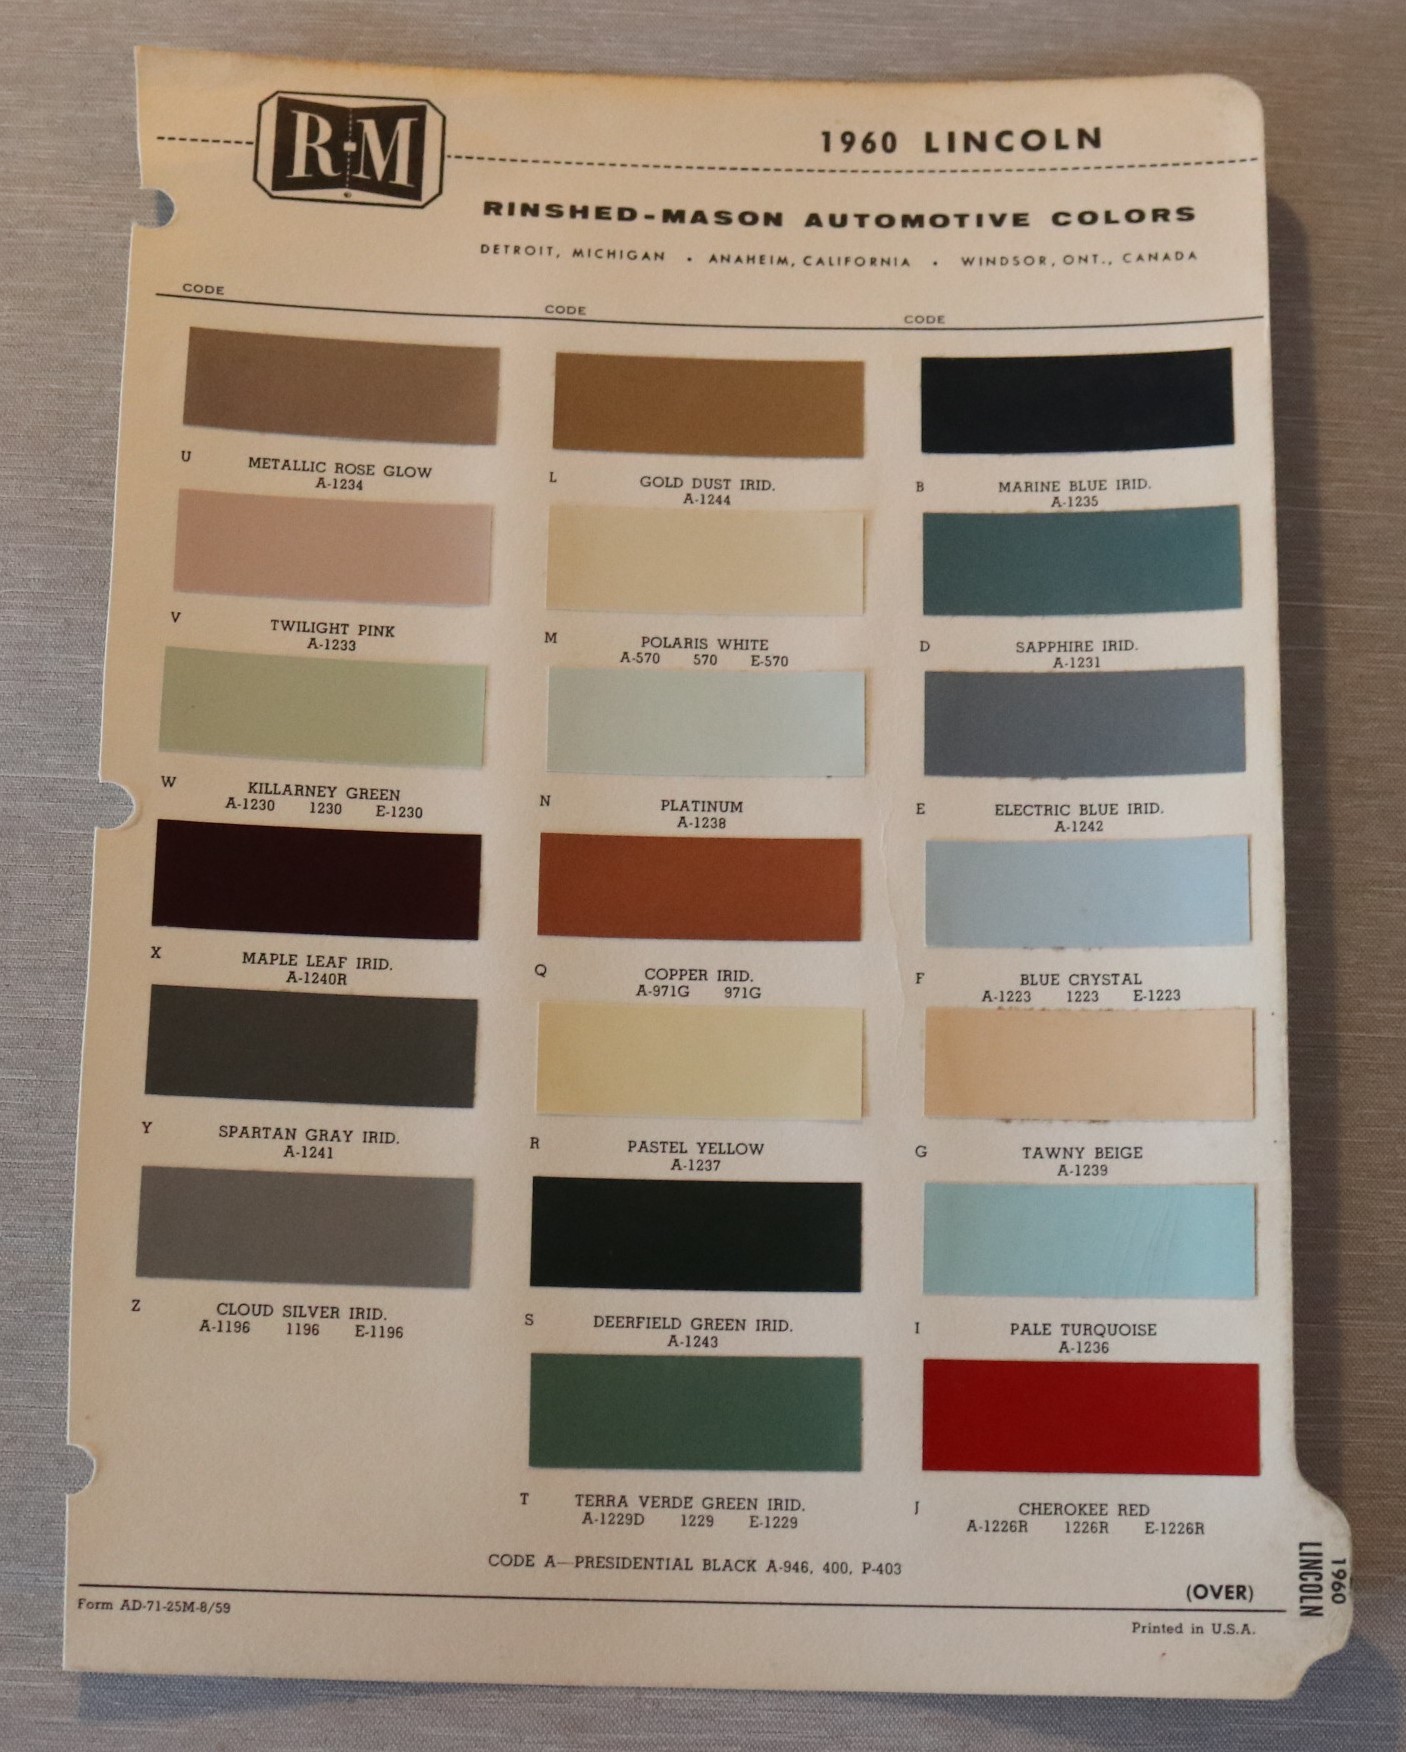 R-M
1960 LINCOLN
RINSHED-MASON AUTOMOTIVE COLORS
DETROIT, MICHIGAN • ANAHEIM, CALIFORNIA • WINDSOR, ONT., CANADA
CODE
U METALLIC ROSE GLOW
A-1234
V TWILIGHT PINK
A-1233
W KILLARNEY GREEN
A-1230 1230 E-1230
X MAPLE LEAF IRID.
A-1240R
Y SPARTAN GRAY IRID.
A-1241
Z CLOUD SILVER IRID.
A-1196 1196 E-1196
CODE
L GOLD DUST IRID.
A-1244
M POLARIS WHITE
A-570 570 E-570
N PLATINUM
A-1238
Q COPPER IRID.
A-971G 971G
R PASTEL YELLOW
A-1237
S DEERFIELD GREEN IRID.
A-1243
T TERRA VERDE GREEN IRID.
A-1229D 1229 E-1229
CODE
B MARINE BLUE IRID.
A-1235
D SAPPHIRE IRID.
A-1231
E ELECTRIC BLUE IRID.
A-1242
F BLUE CRYSTAL
A-1223 1223 E-1223
G TAWNY BEIGE
A-1239
I PALE TURQUOISE
A-1236
J CHEROKEE RED
A-1226R 1226R E-1226R
CODE A—PRESIDENTIAL BLACK A-946, 400, P-403
(OVER)
Form AD-71-25M-8/59
Printed in U.S.A.
1960
LINCOLN